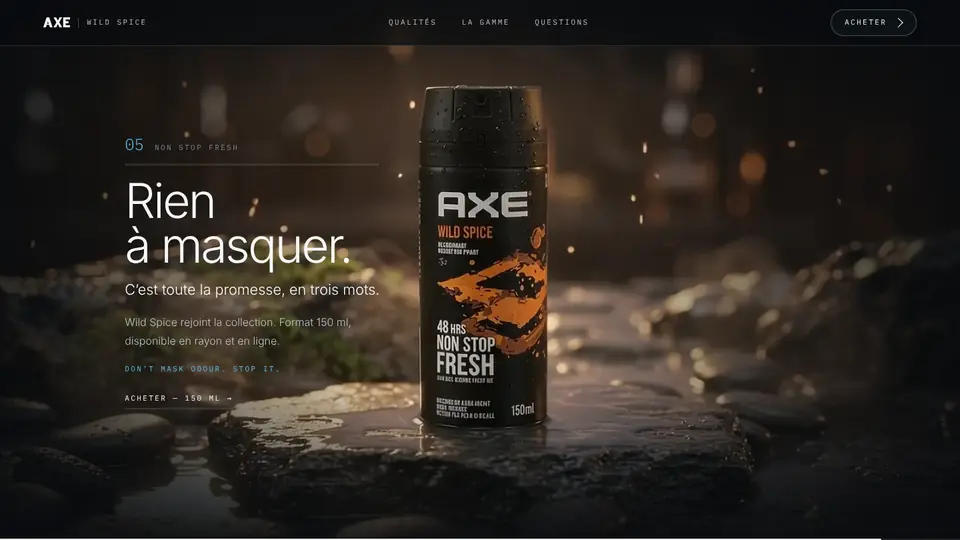 AXE
WILD SPICE
QUALITÉS
LA GAMME
QUESTIONS
ACHETER
05 NON STOP FRESH
Rien
à masquer.
C'est toute la promesse, en trois mots.
Wild Spice rejoint la collection. Format 150 ml,
disponible en rayon et en ligne.
DON'T MASK ODOUR. STOP IT.
ACHETER — 150 ML →
AXE
WILD SPICE
48 HRS
NON STOP
FRESH
150ml